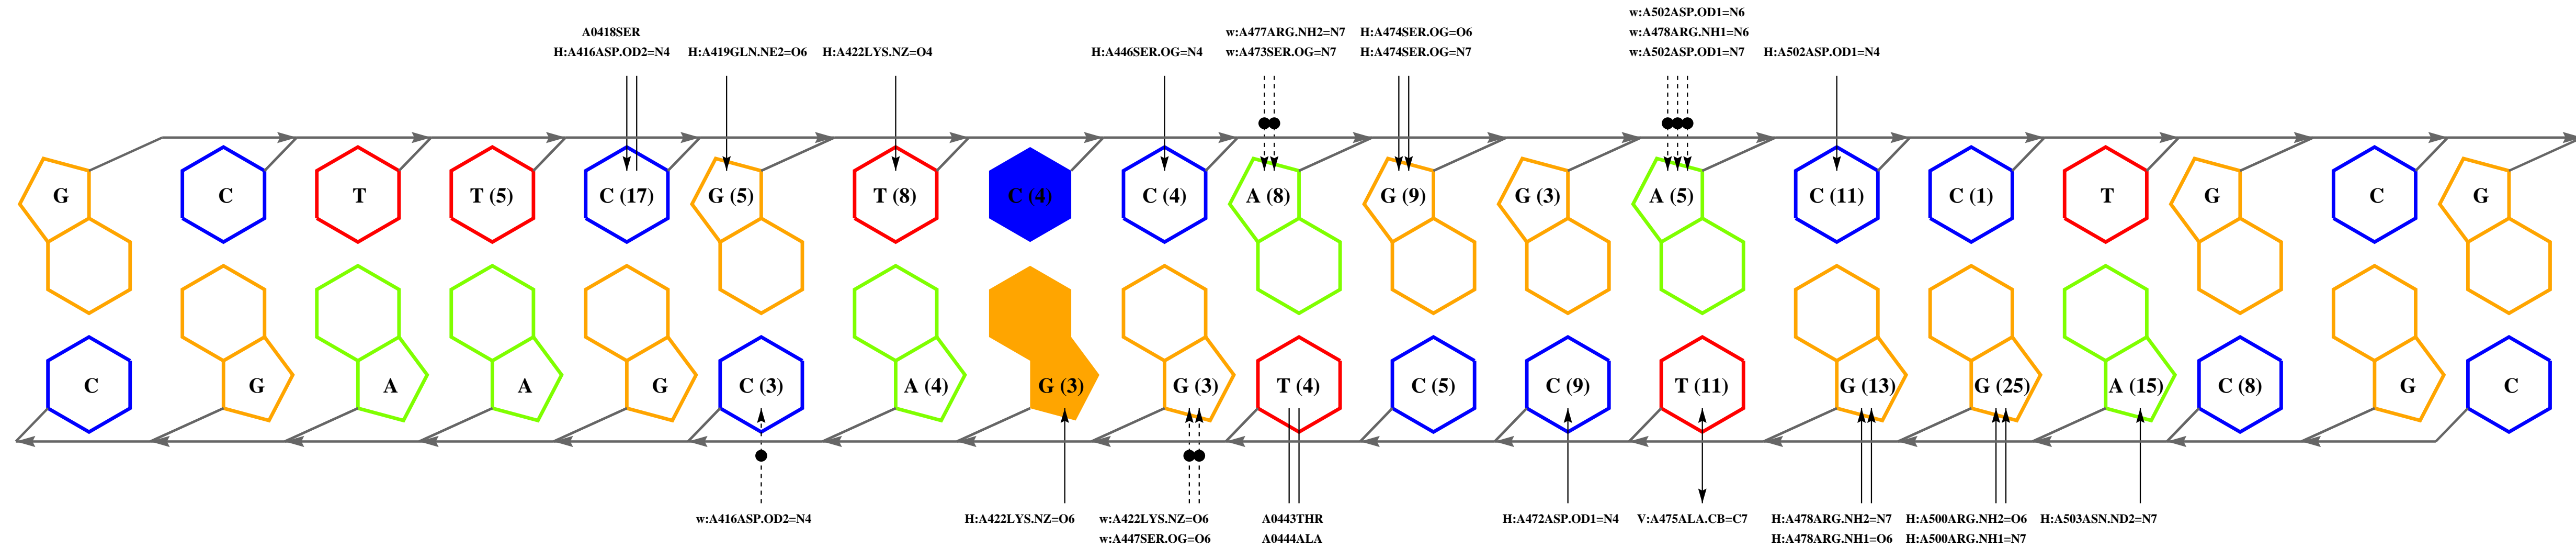 w:A502ASP.OD1=N6
A0418SER w:A477ARG.NH2=N7 H:A474SER.OG=O6 w:A478ARG.NH1=N6
H:A416ASP.OD2=N4 H:A419GLN.NE2=O6 H:A422LYS.NZ=O4 H:A446SER.OG=N4 w:A473SER.OG=N7 H:A474SER.OG=N7 w:A502ASP.OD1=N7 H:A502ASP.OD1=N4
G C T T (5) C (17) G (5) T (8) C (4) C (4) A (8) G (9) G (3) A (5) C (11) C (1) T G C G
C G A A G C (3) A (4) G (3) G (3) T (4) C (5) C (9) T (11) G (13) G (25) A (15) C (8) G C
w:A416ASP.OD2=N4 H:A422LYS.NZ=O6 w:A422LYS.NZ=O6 A0443THR H:A472ASP.OD1=N4 V:A475ALA.CB=C7 H:A478ARG.NH2=N7 H:A500ARG.NH2=O6 H:A503ASN.ND2=N7
w:A447SER.OG=O6 A0444ALA H:A478ARG.NH1=O6 H:A500ARG.NH1=N7